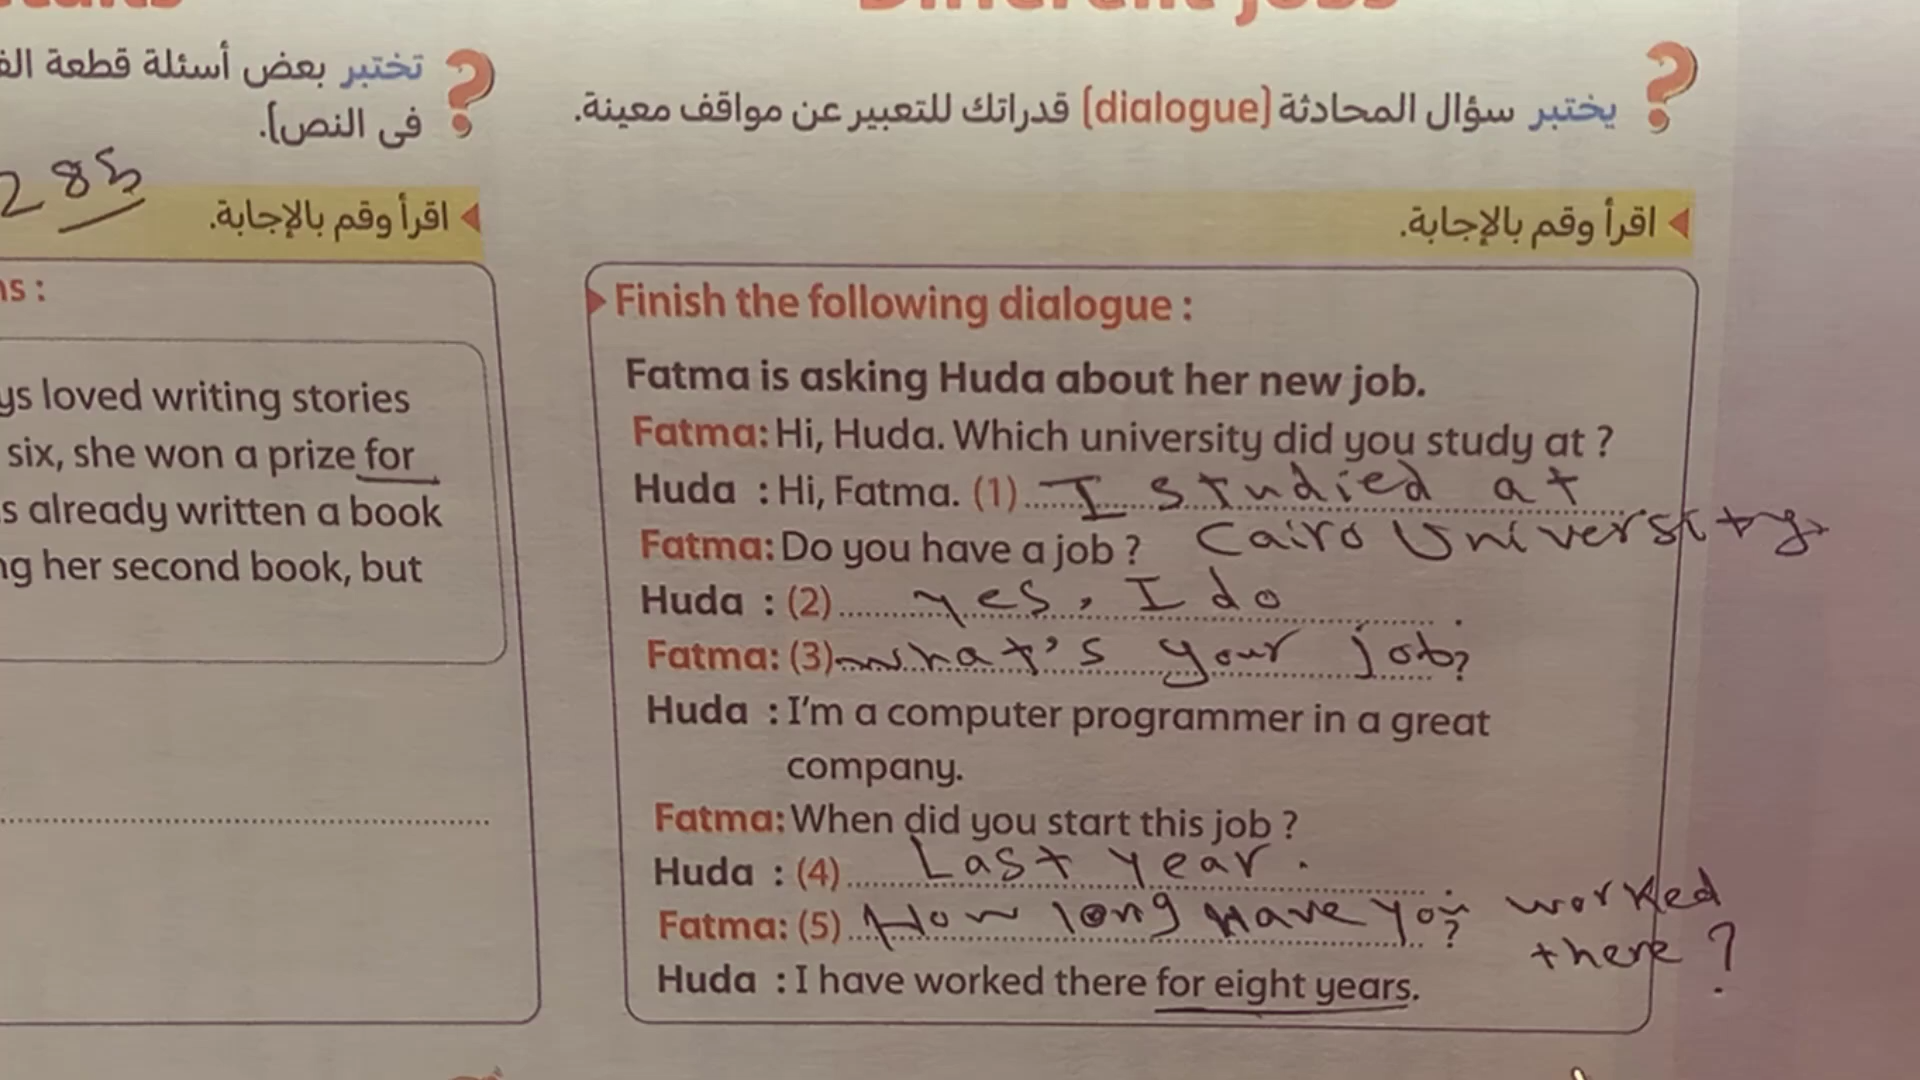 Different jobs
يختبر سؤال المحادثة (dialogue) قدراتك للتعبير عن مواقف معينة.
اقرأ وقم بالإجابة.
Finish the following dialogue :
Fatma is asking Huda about her new job.
Fatma: Hi, Huda. Which university did you study at ?
Huda : Hi, Fatma. (1) I studied at
Cairo University.
Fatma: Do you have a job ?
Huda : (2) yes, I do .
Fatma: (3) what's your job ?
Huda : I'm a computer programmer in a great
company.
Fatma: When did you start this job ?
Huda : (4) Last year .
Fatma: (5) How long have you ? worked
there ?
Huda : I have worked there for eight years.
تختبر بعض أسئلة قطعة
فى النص).
285
اقرأ وقم بالإجابة.
ns :
ys loved writing stories
six, she won a prize for
s already written a book
ng her second book, but